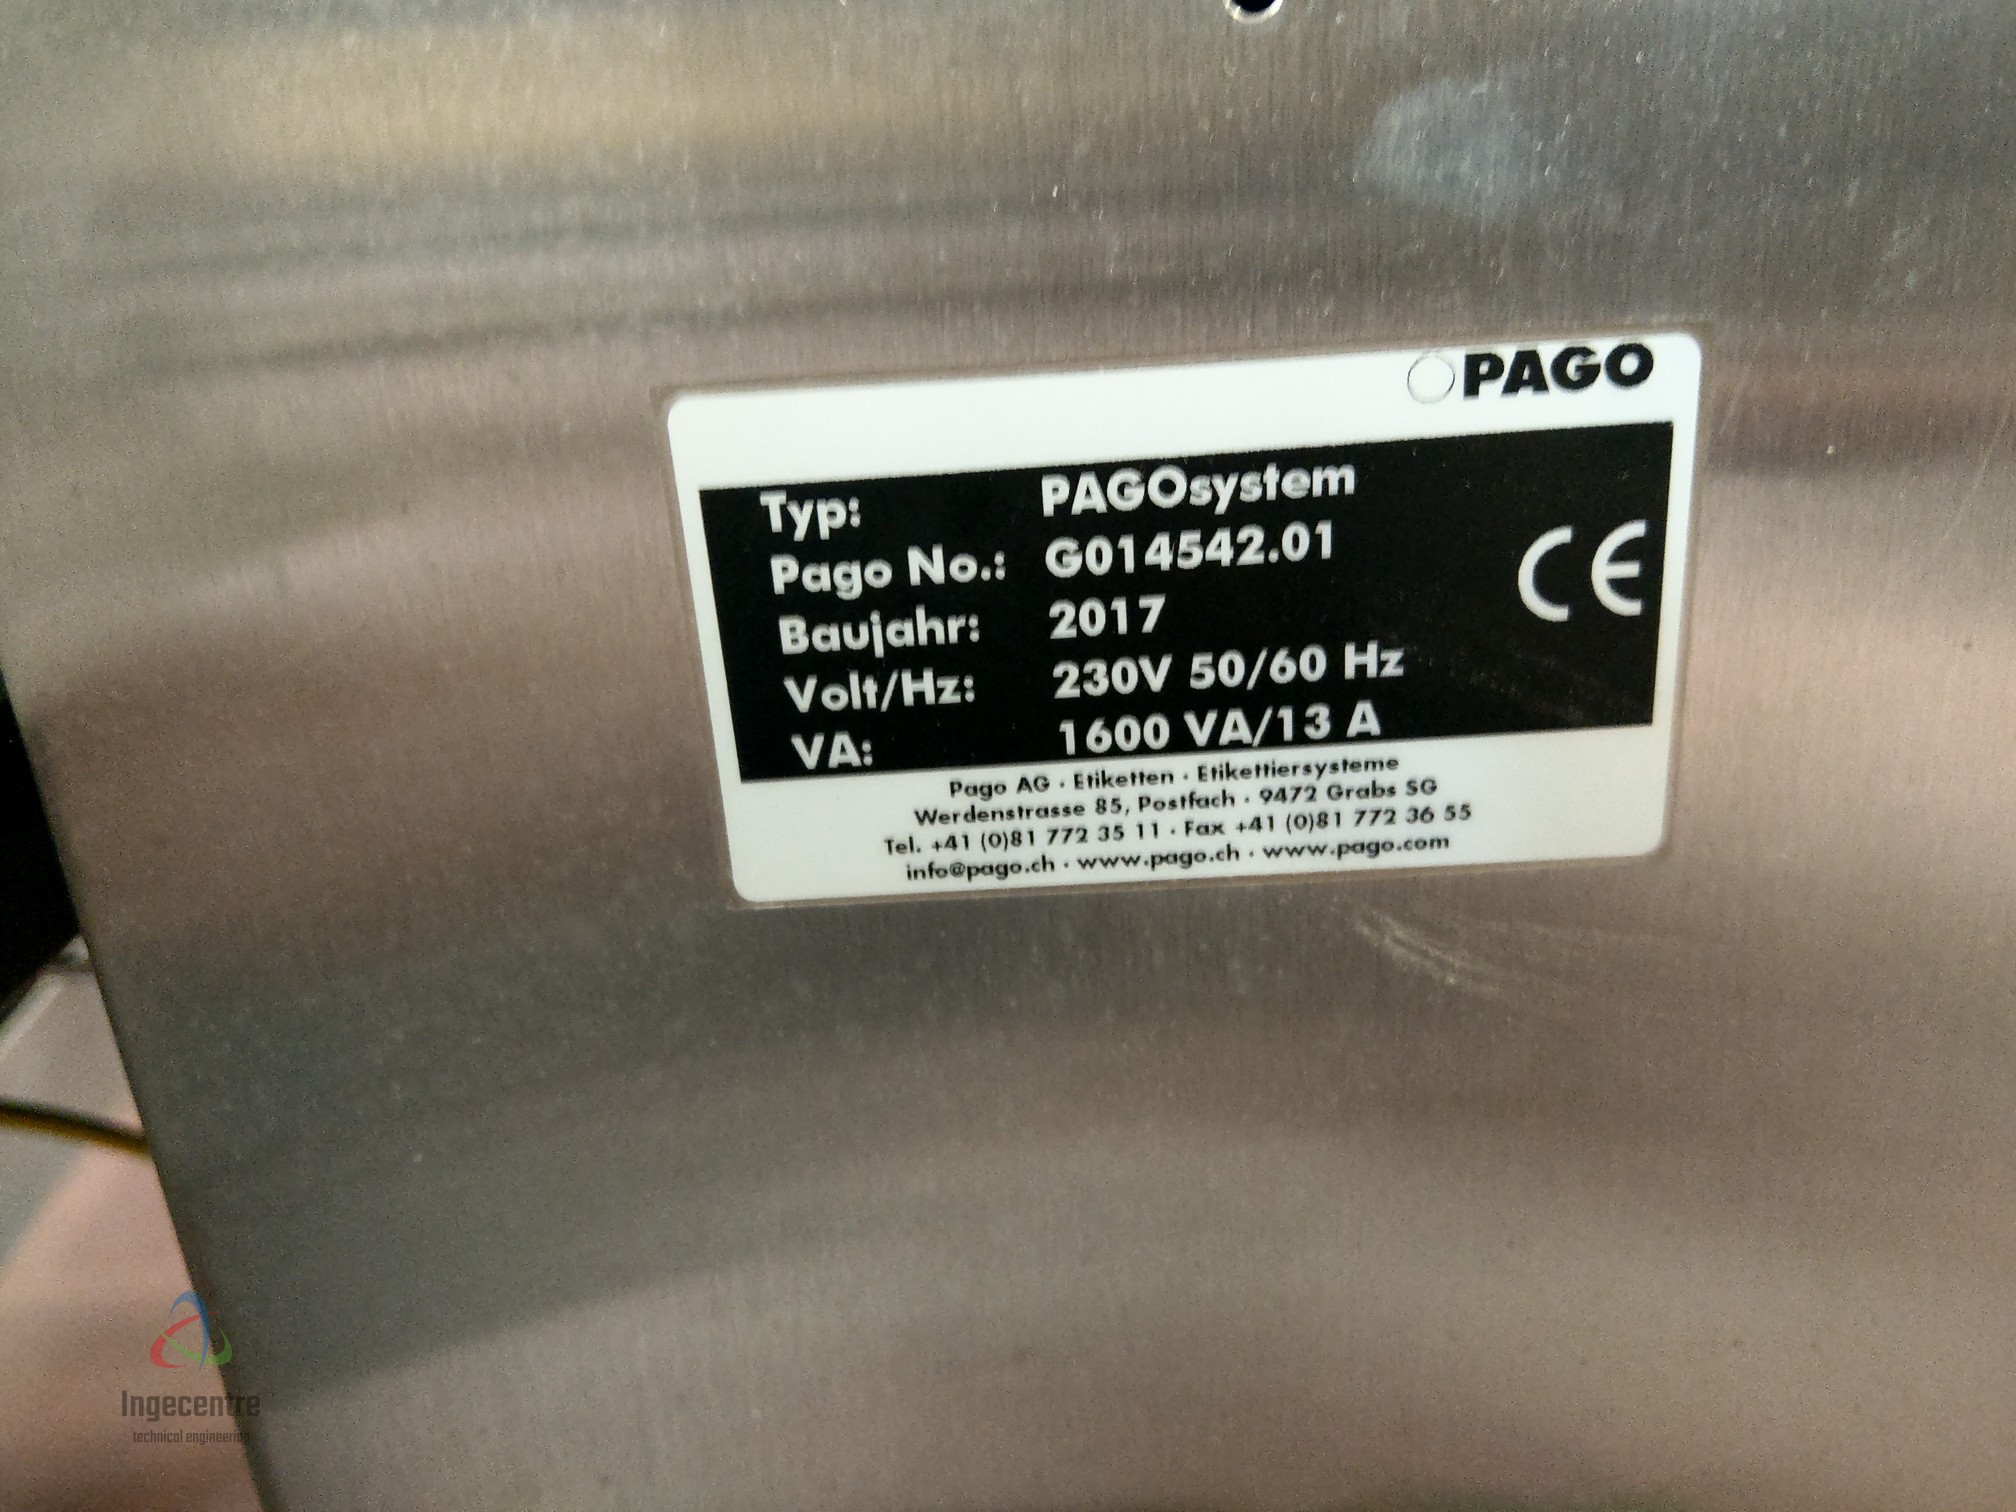 PAGO
Typ: PAGOsystem
Pago No.: G014542.01
Baujahr: 2017
Volt/Hz: 230V 50/60 Hz
VA: 1600 VA/13 A
CE
Pago AG · Etiketten · Etikettiersysteme
Werdenstrasse 85, Postfach · 9472 Grabs SG
Tel. +41 (0)81 772 35 11 · Fax +41 (0)81 772 36 55
info@pago.ch · www.pago.ch · www.pago.com
Ingecentre
technical engineering